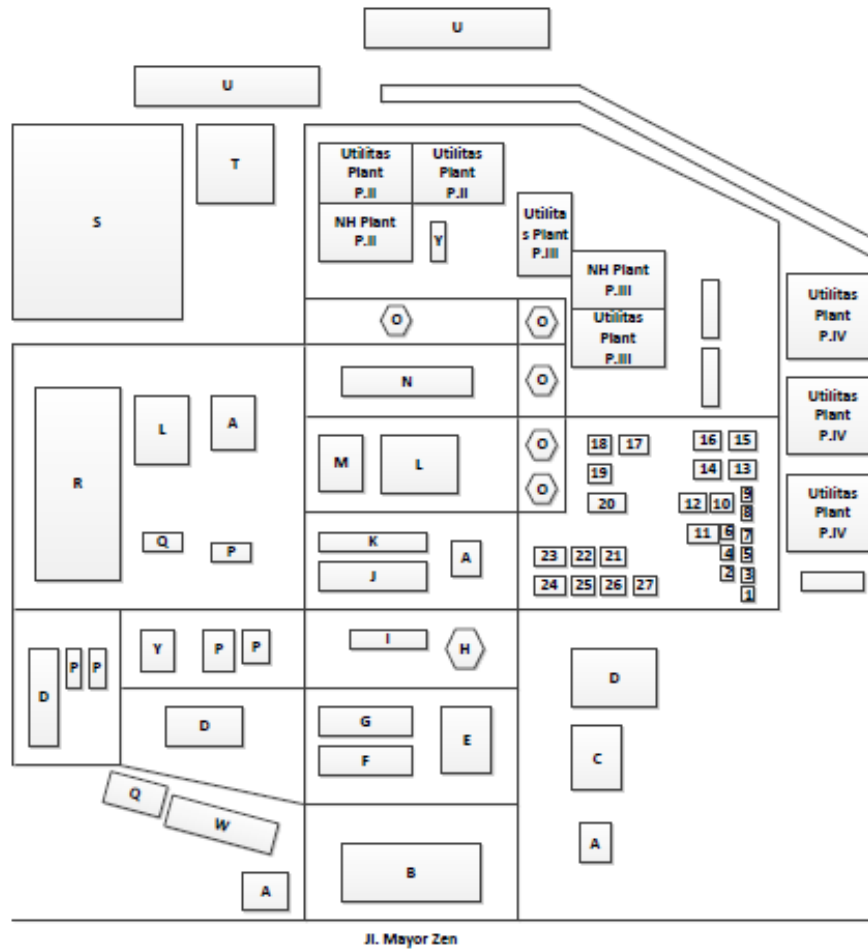 U
U
S
T
Utilitas
Plant
P.II
Utilitas
Plant
P.II
NH Plant
P.II
Y
Utilita
s Plant
P.III
NH Plant
P.III
Utilitas
Plant
P.III
Utilitas
Plant
P.IV
Utilitas
Plant
P.IV
Utilitas
Plant
P.IV
O
O
O
O
O
N
R
L
A
M
L
Q
P
K
J
A
18
17
19
20
16
15
14
13
12
10
9
8
11
6
7
4
5
2
3
1
23
22
21
24
25
26
27
D
P
P
Y
P
P
I
H
D
G
F
E
D
C
A
Q
W
A
B
Jl. Mayor Zen